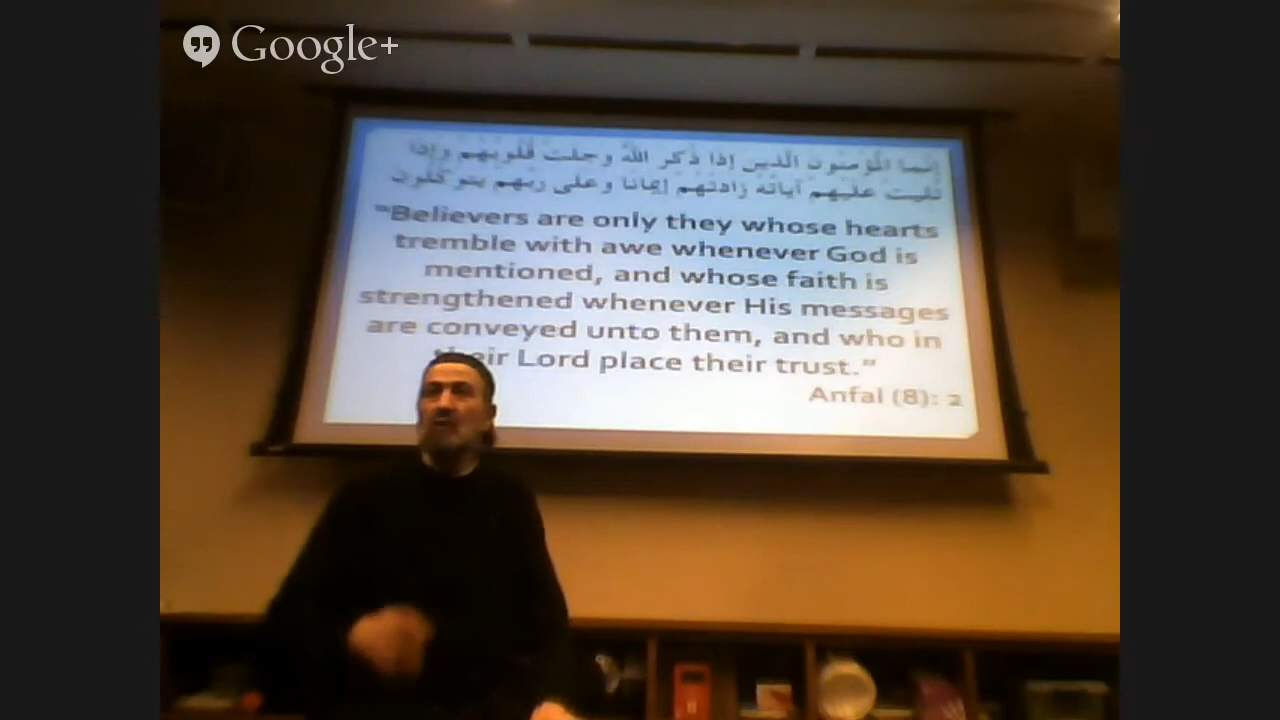 Google+
إنما المؤمنون الذين إذا ذكر الله وجلت قلوبهم وإذا
تليت عليهم آياته زادتهم إيمانا وعلى ربهم يتوكلون
"Believers are only they whose hearts
tremble with awe whenever God is
mentioned, and whose faith is
strengthened whenever His messages
are conveyed unto them, and who in
their Lord place their trust."
Anfal (8): 2